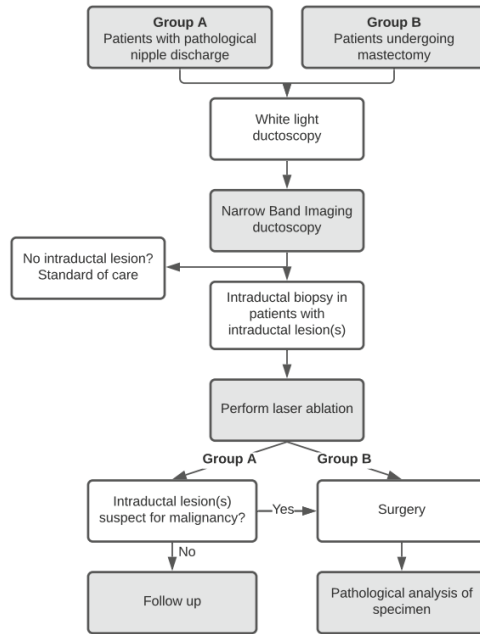 Group A
Patients with pathological
nipple discharge
Group B
Patients undergoing
mastectomy
White light
ductoscopy
Narrow Band Imaging
ductoscopy
No intraductal lesion?
Standard of care
Intraductal biopsy in
patients with
intraductal lesion(s)
Perform laser ablation
Group A
Group B
Intraductal lesion(s)
suspect for malignancy?
Yes
Surgery
No
Follow up
Pathological analysis of
specimen